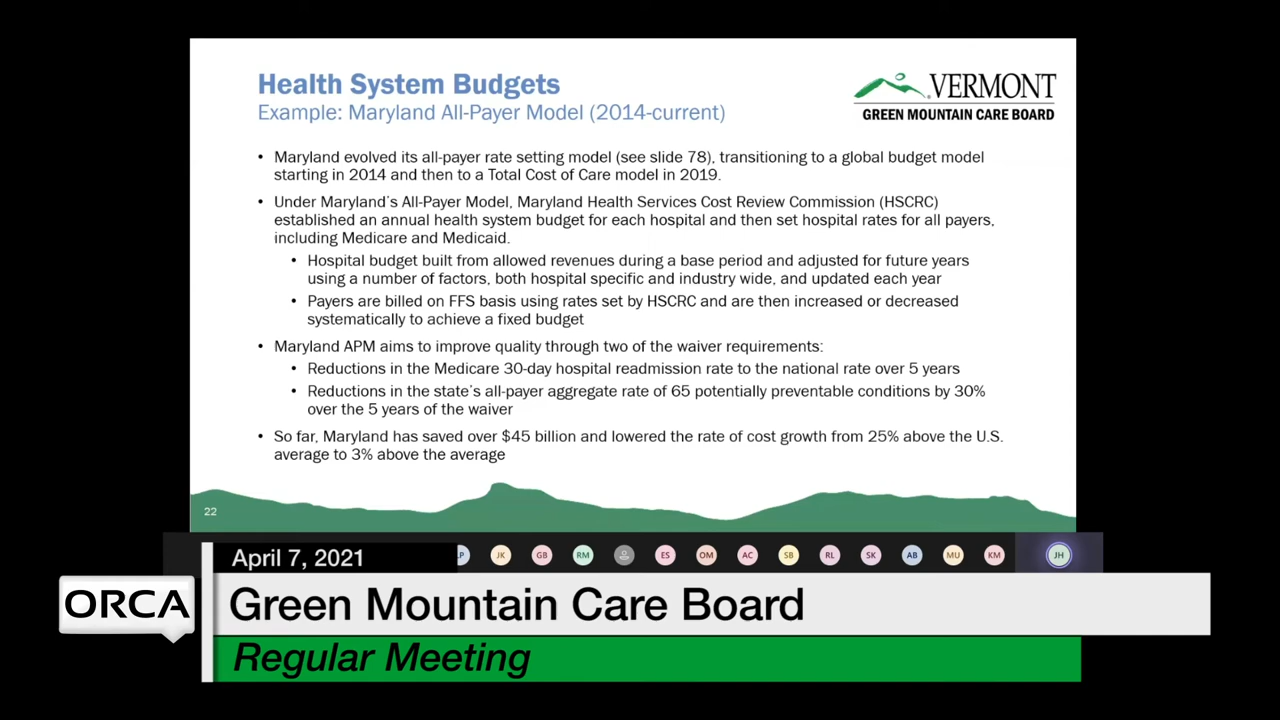 Health System Budgets
Example: Maryland All-Payer Model (2014-current)
VERMONT
GREEN MOUNTAIN CARE BOARD
• Maryland evolved its all-payer rate setting model (see slide 78), transitioning to a global budget model
starting in 2014 and then to a Total Cost of Care model in 2019.
• Under Maryland's All-Payer Model, Maryland Health Services Cost Review Commission (HSCRC)
established an annual health system budget for each hospital and then set hospital rates for all payers,
including Medicare and Medicaid.
• Hospital budget built from allowed revenues during a base period and adjusted for future years
using a number of factors, both hospital specific and industry wide, and updated each year
• Payers are billed on FFS basis using rates set by HSCRC and are then increased or decreased
systematically to achieve a fixed budget
• Maryland APM aims to improve quality through two of the waiver requirements:
• Reductions in the Medicare 30-day hospital readmission rate to the national rate over 5 years
• Reductions in the state's all-payer aggregate rate of 65 potentially preventable conditions by 30%
over the 5 years of the waiver
• So far, Maryland has saved over $45 billion and lowered the rate of cost growth from 25% above the U.S.
average to 3% above the average
22
JK GB RM ES OM AC SB RL SK AB MU KM JH
April 7, 2021
ORCA
Green Mountain Care Board
Regular Meeting